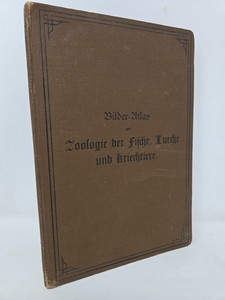 Bilder-Atlas
zur
Zoologie der Fische, Lurche
und Kriechtiere.